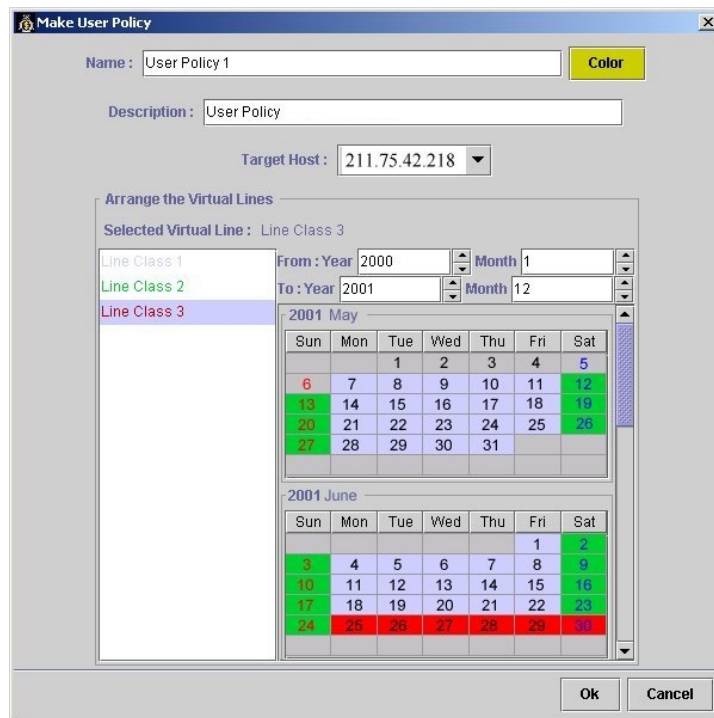 Make User Policy
Name : User Policy 1 Color
Description : User Policy
Target Host : 211.75.42.218
Arrange the Virtual Lines
Selected Virtual Line : Line Class 3
Line Class 1
Line Class 2
Line Class 3
From : Year 2000 Month 1
To : Year 2001 Month 12
2001 May
Sun Mon Tue Wed Thu Fri Sat
1 2 3 4 5
6 7 8 9 10 11 12
13 14 15 16 17 18 19
20 21 22 23 24 25 26
27 28 29 30 31
2001 June
Sun Mon Tue Wed Thu Fri Sat
1 2
3 4 5 6 7 8 9
10 11 12 13 14 15 16
17 18 19 20 21 22 23
24 25 26 27 28 29 30
Ok Cancel